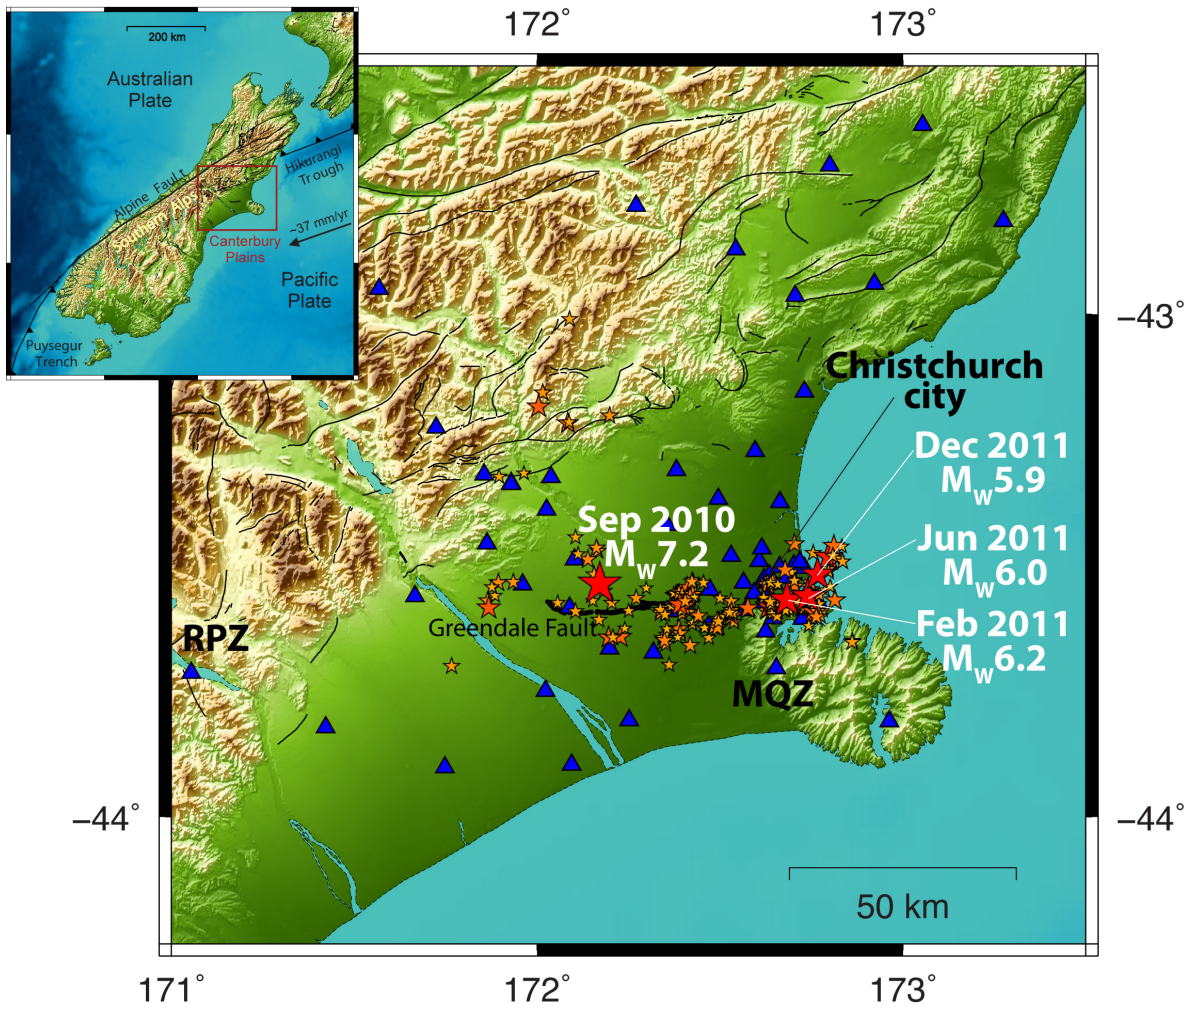 172°
173°
200 km
Australian
Plate
Alpine Fault
Southern Alps
Hikurangi
Trough
~37 mm/yr
Canterbury
Plains
Pacific
Plate
Puysegur
Trench
−43°
Christchurch
city
Dec 2011
Mw5.9
Sep 2010
Mw7.2
Jun 2011
Mw6.0
Greendale Fault
Feb 2011
Mw6.2
RPZ
MQZ
−44°
−44°
50 km
171°
172°
173°